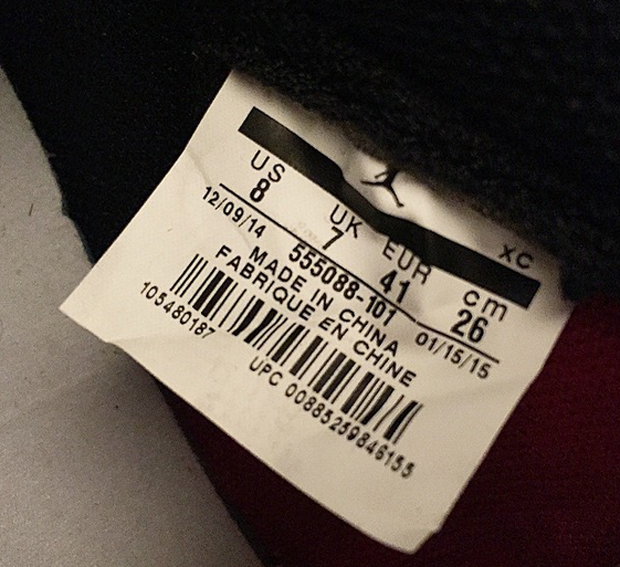 XC
US UK EUR cm
8 7 41 26
12/09/14 555088-101 01/15/15
MADE IN CHINA
FABRIQUE EN CHINE
105480187
UPC 00885259846155